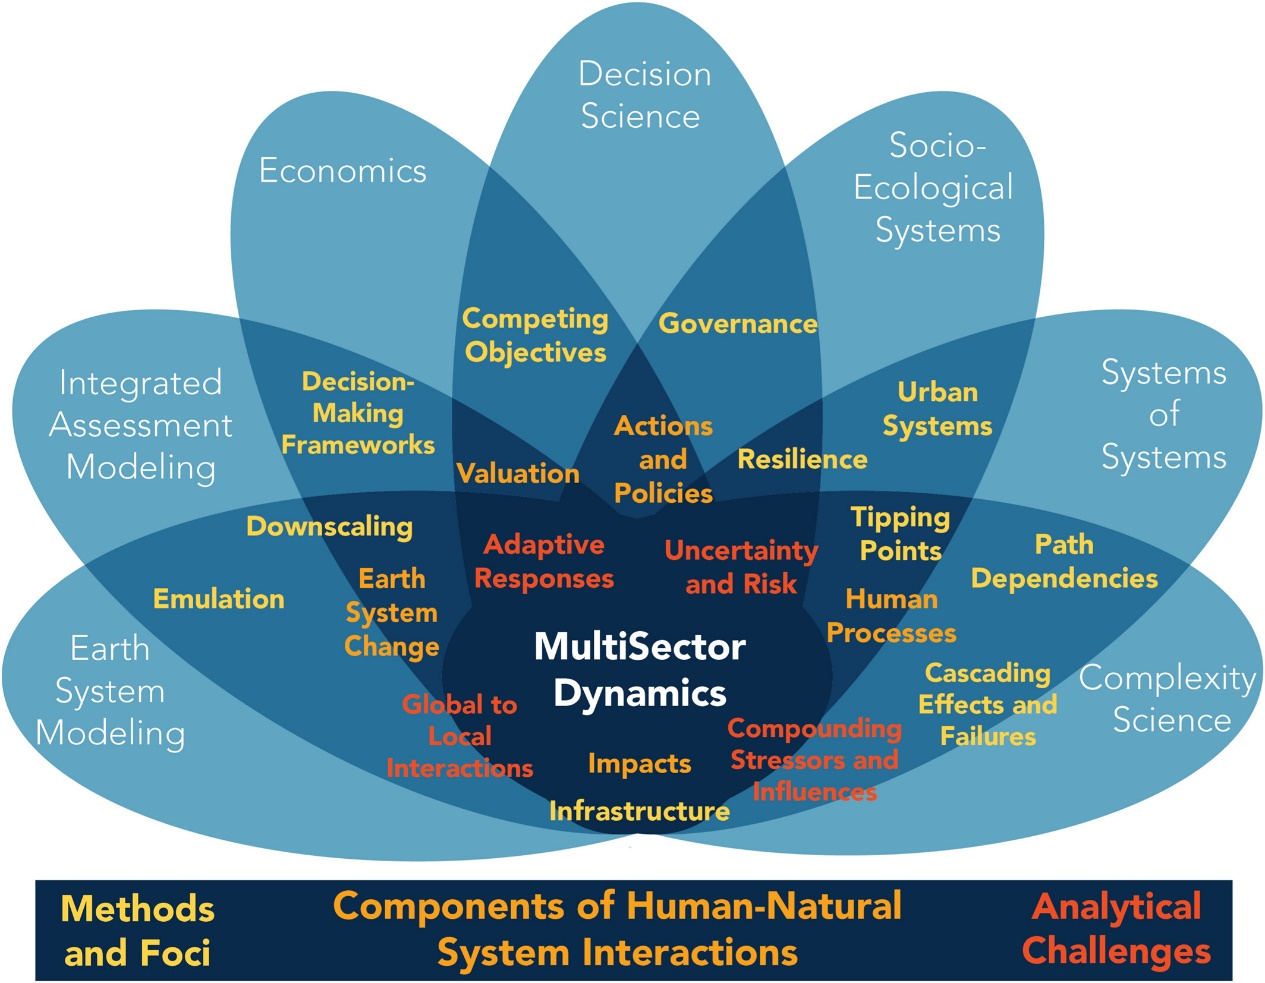 Decision
Science
Economics
Socio-
Ecological
Systems
Integrated
Assessment
Modeling
Systems
of
Systems
Earth
System
Modeling
Complexity
Science
Competing
Objectives
Governance
Decision-
Making
Frameworks
Urban
Systems
Valuation
Actions
and
Policies
Resilience
Downscaling
Emulation
Earth
System
Change
Adaptive
Responses
Uncertainty
and Risk
Tipping
Points
Path
Dependencies
Human
Processes
MultiSector
Dynamics
Cascading
Effects and
Failures
Global to
Local
Interactions
Impacts
Compounding
Stressors and
Influences
Infrastructure
Methods
and Foci
Components of Human-Natural
System Interactions
Analytical
Challenges